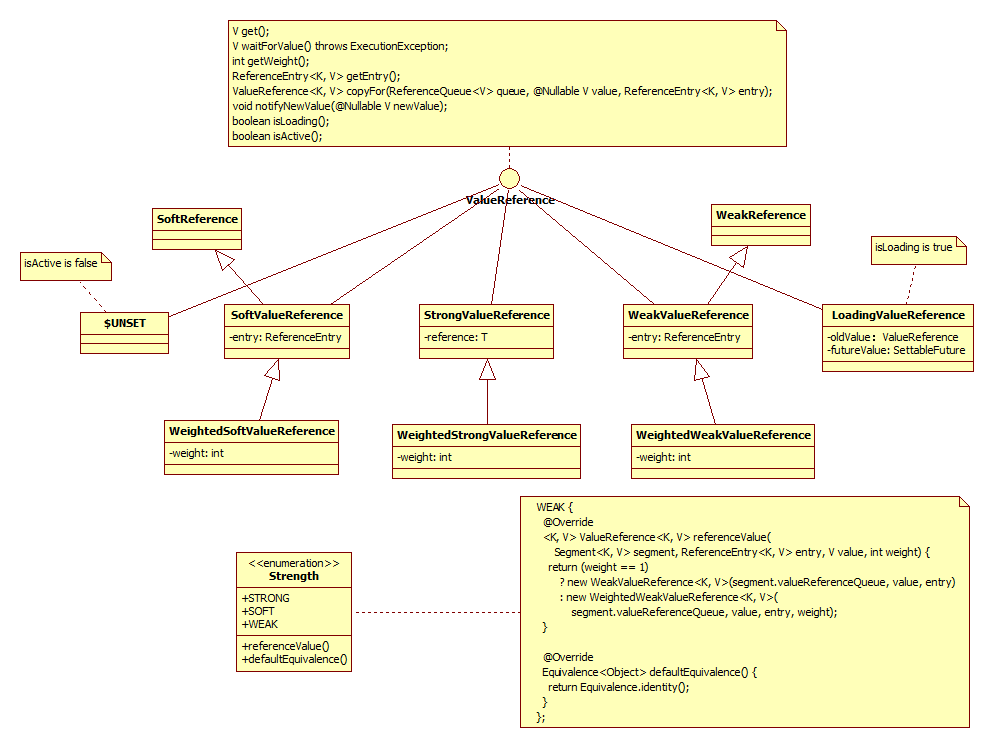 V get();
V waitForValue() throws ExecutionException;
int getWeight();
ReferenceEntry<K, V> getEntry();
ValueReference<K, V> copyFor(ReferenceQueue<V> queue, @Nullable V value, ReferenceEntry<K, V> entry);
void notifyNewValue(@Nullable V newValue);
boolean isLoading();
boolean isActive();
ValueReference
SoftReference
WeakReference
isActive is false
isLoading is true
$UNSET
SoftValueReference
-entry: ReferenceEntry
StrongValueReference
-reference: T
WeakValueReference
-entry: ReferenceEntry
LoadingValueReference
-oldValue: ValueReference
-futureValue: SettableFuture
WeightedSoftValueReference
-weight: int
WeightedStrongValueReference
-weight: int
WeightedWeakValueReference
-weight: int
<<enumeration>>
Strength
+STRONG
+SOFT
+WEAK
+referenceValue()
+defaultEquivalence()
WEAK {
@Override
<K, V> ValueReference<K, V> referenceValue(
Segment<K, V> segment, ReferenceEntry<K, V> entry, V value, int weight) {
return (weight == 1)
? new WeakValueReference<K, V>(segment.valueReferenceQueue, value, entry)
: new WeightedWeakValueReference<K, V>(
segment.valueReferenceQueue, value, entry, weight);
}
@Override
Equivalence<Object> defaultEquivalence() {
return Equivalence.identity();
}
};